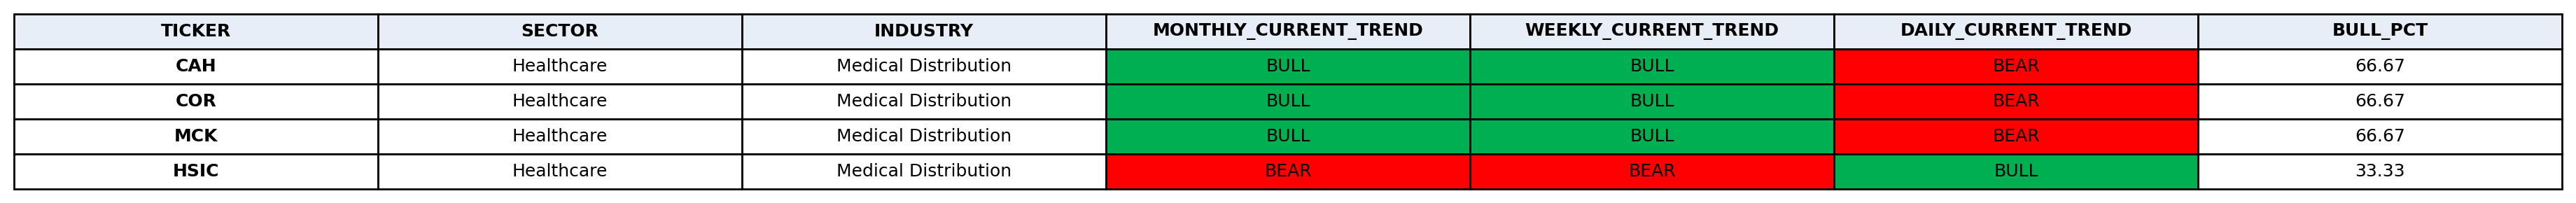 TICKER SECTOR INDUSTRY MONTHLY_CURRENT_TREND WEEKLY_CURRENT_TREND DAILY_CURRENT_TREND BULL_PCT
CAH Healthcare Medical Distribution BULL BULL BEAR 66.67
COR Healthcare Medical Distribution BULL BULL BEAR 66.67
MCK Healthcare Medical Distribution BULL BULL BEAR 66.67
HSIC Healthcare Medical Distribution BEAR BEAR BULL 33.33